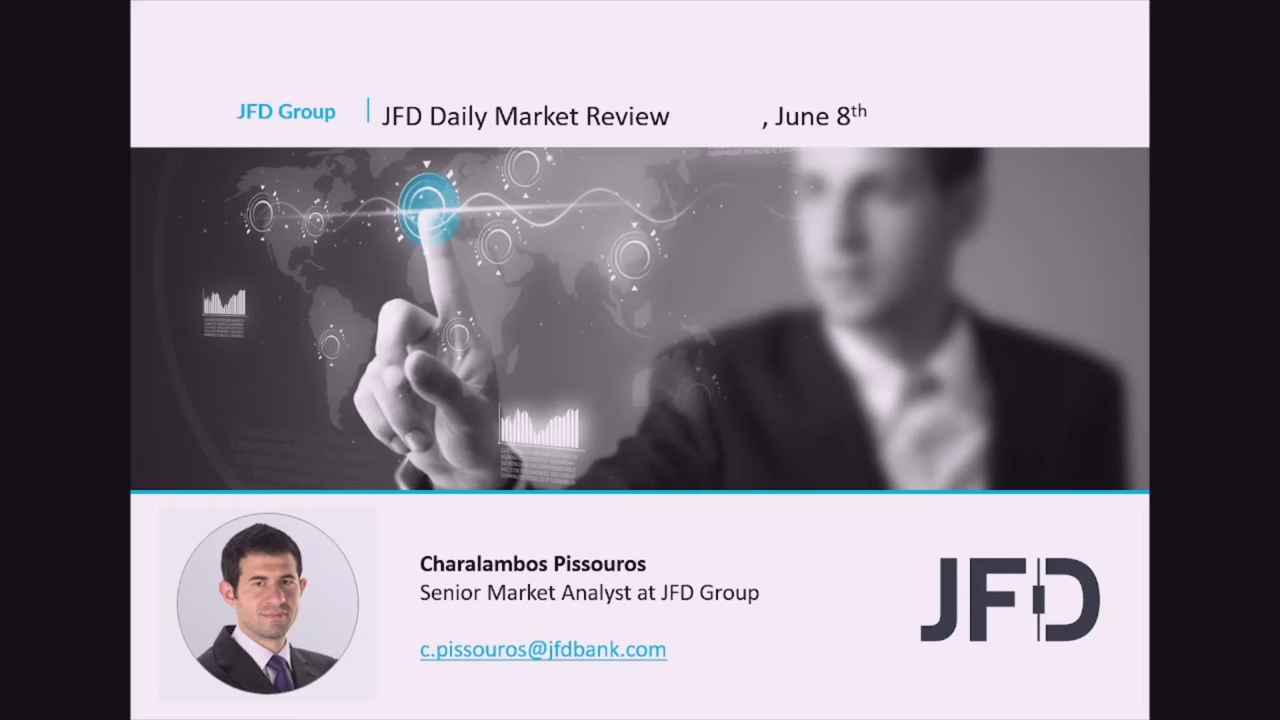 JFD Group
JFD Daily Market Review , June 8th
Charalambos Pissouros
Senior Market Analyst at JFD Group
c.pissouros@jfdbank.com
JFD